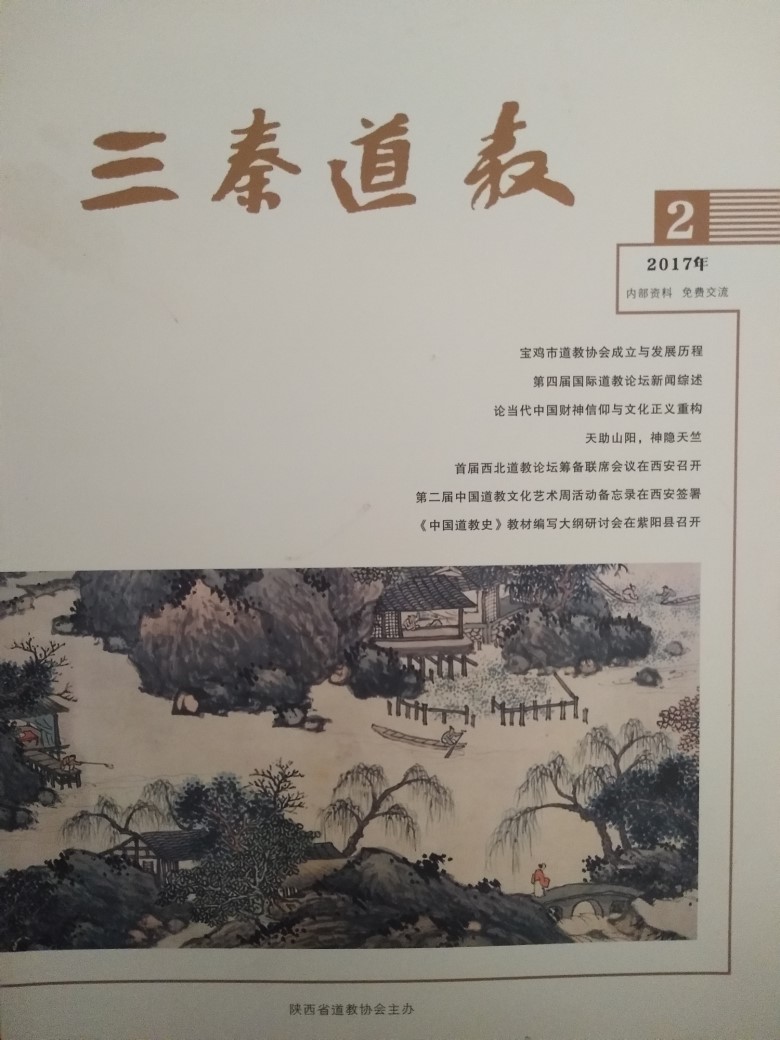 三秦道教
2
2017年
内部资料 免费交流
宝鸡市道教协会成立与发展历程
第四届国际道教论坛新闻综述
论当代中国财神信仰与文化正义重构
天助山阳，神隐天竺
首届西北道教论坛筹备联席会议在西安召开
第二届中国道教文化艺术周活动备忘录在西安签署
《中国道教史》教材编写大纲研讨会在紫阳县召开
陕西省道教协会主办